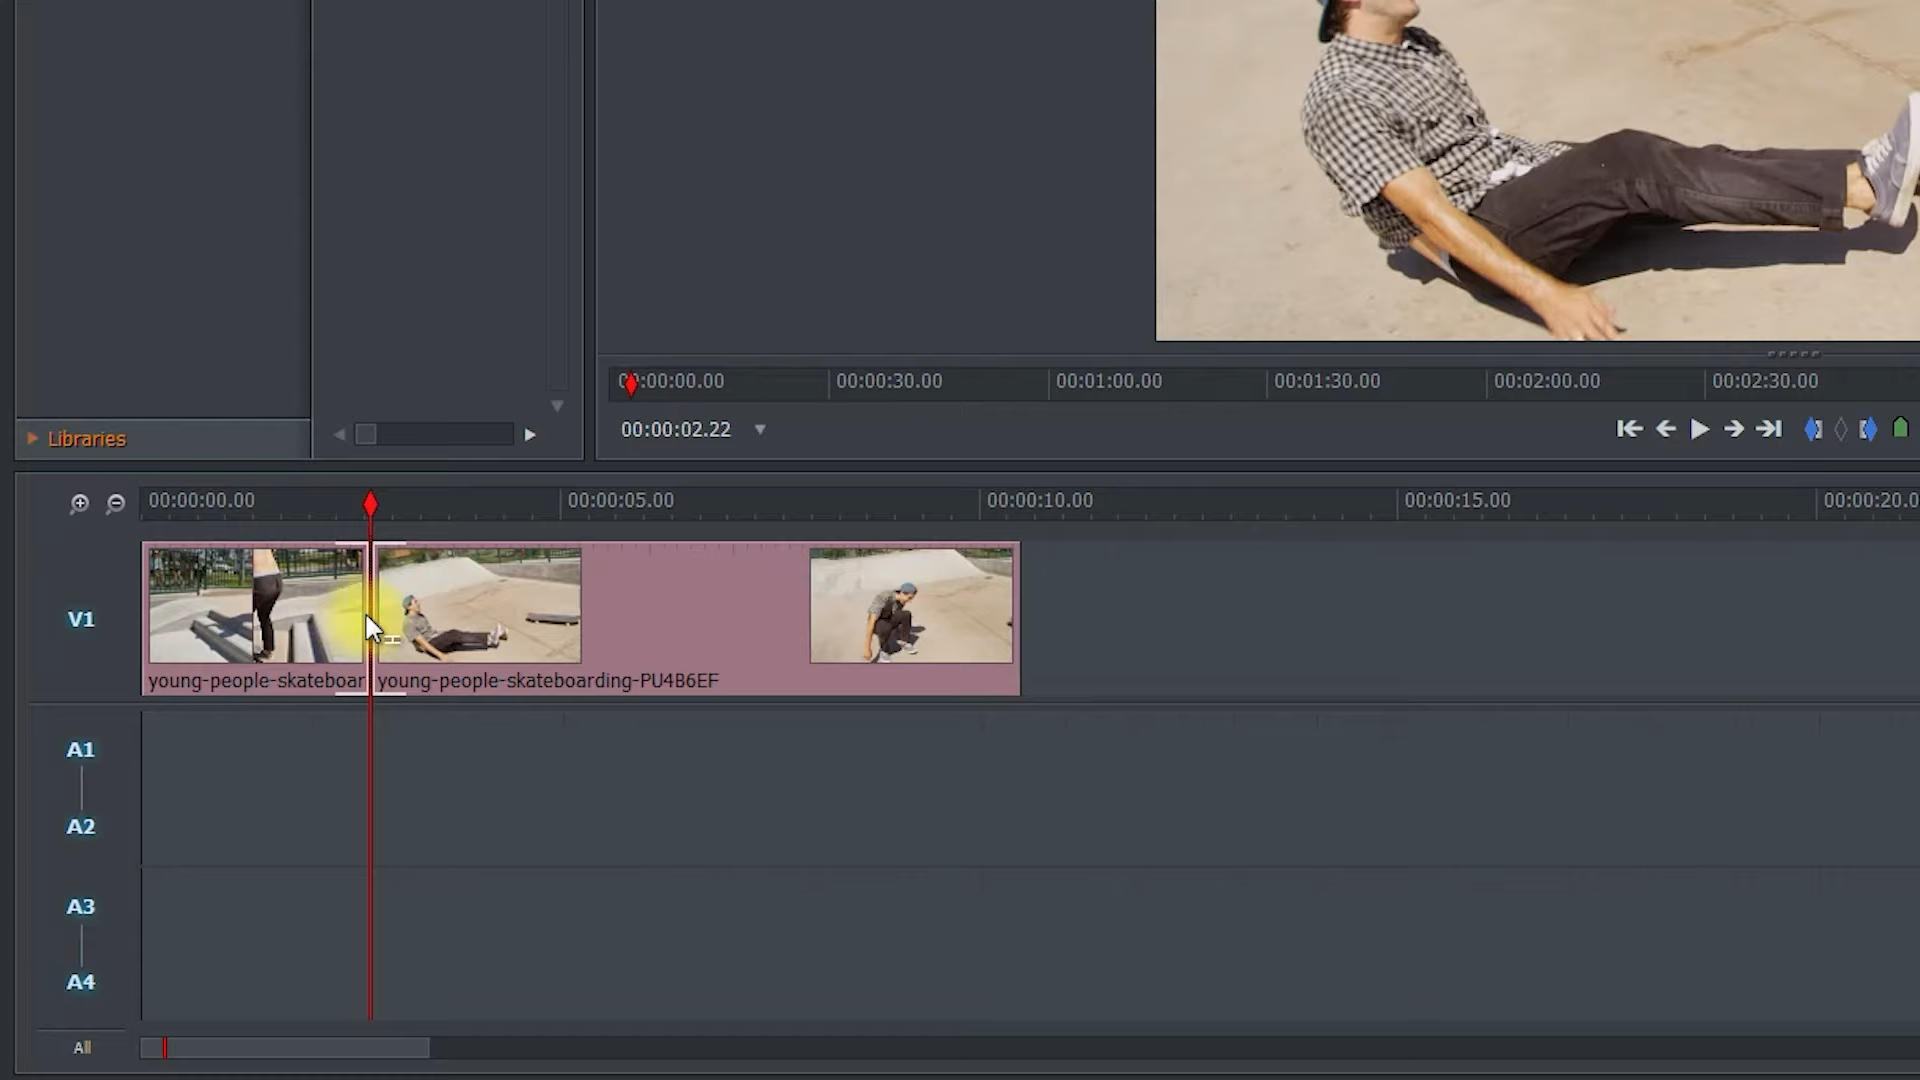 00:00:00.00 00:00:30.00 00:01:00.00 00:01:30.00 00:02:00.00 00:02:30.00
00:00:02.22
Libraries
00:00:00.00 00:00:05.00 00:00:10.00 00:00:15.00 00:00:20.0
V1
young-people-skateboar young-people-skateboarding-PU4B6EF
A1
A2
A3
A4
All